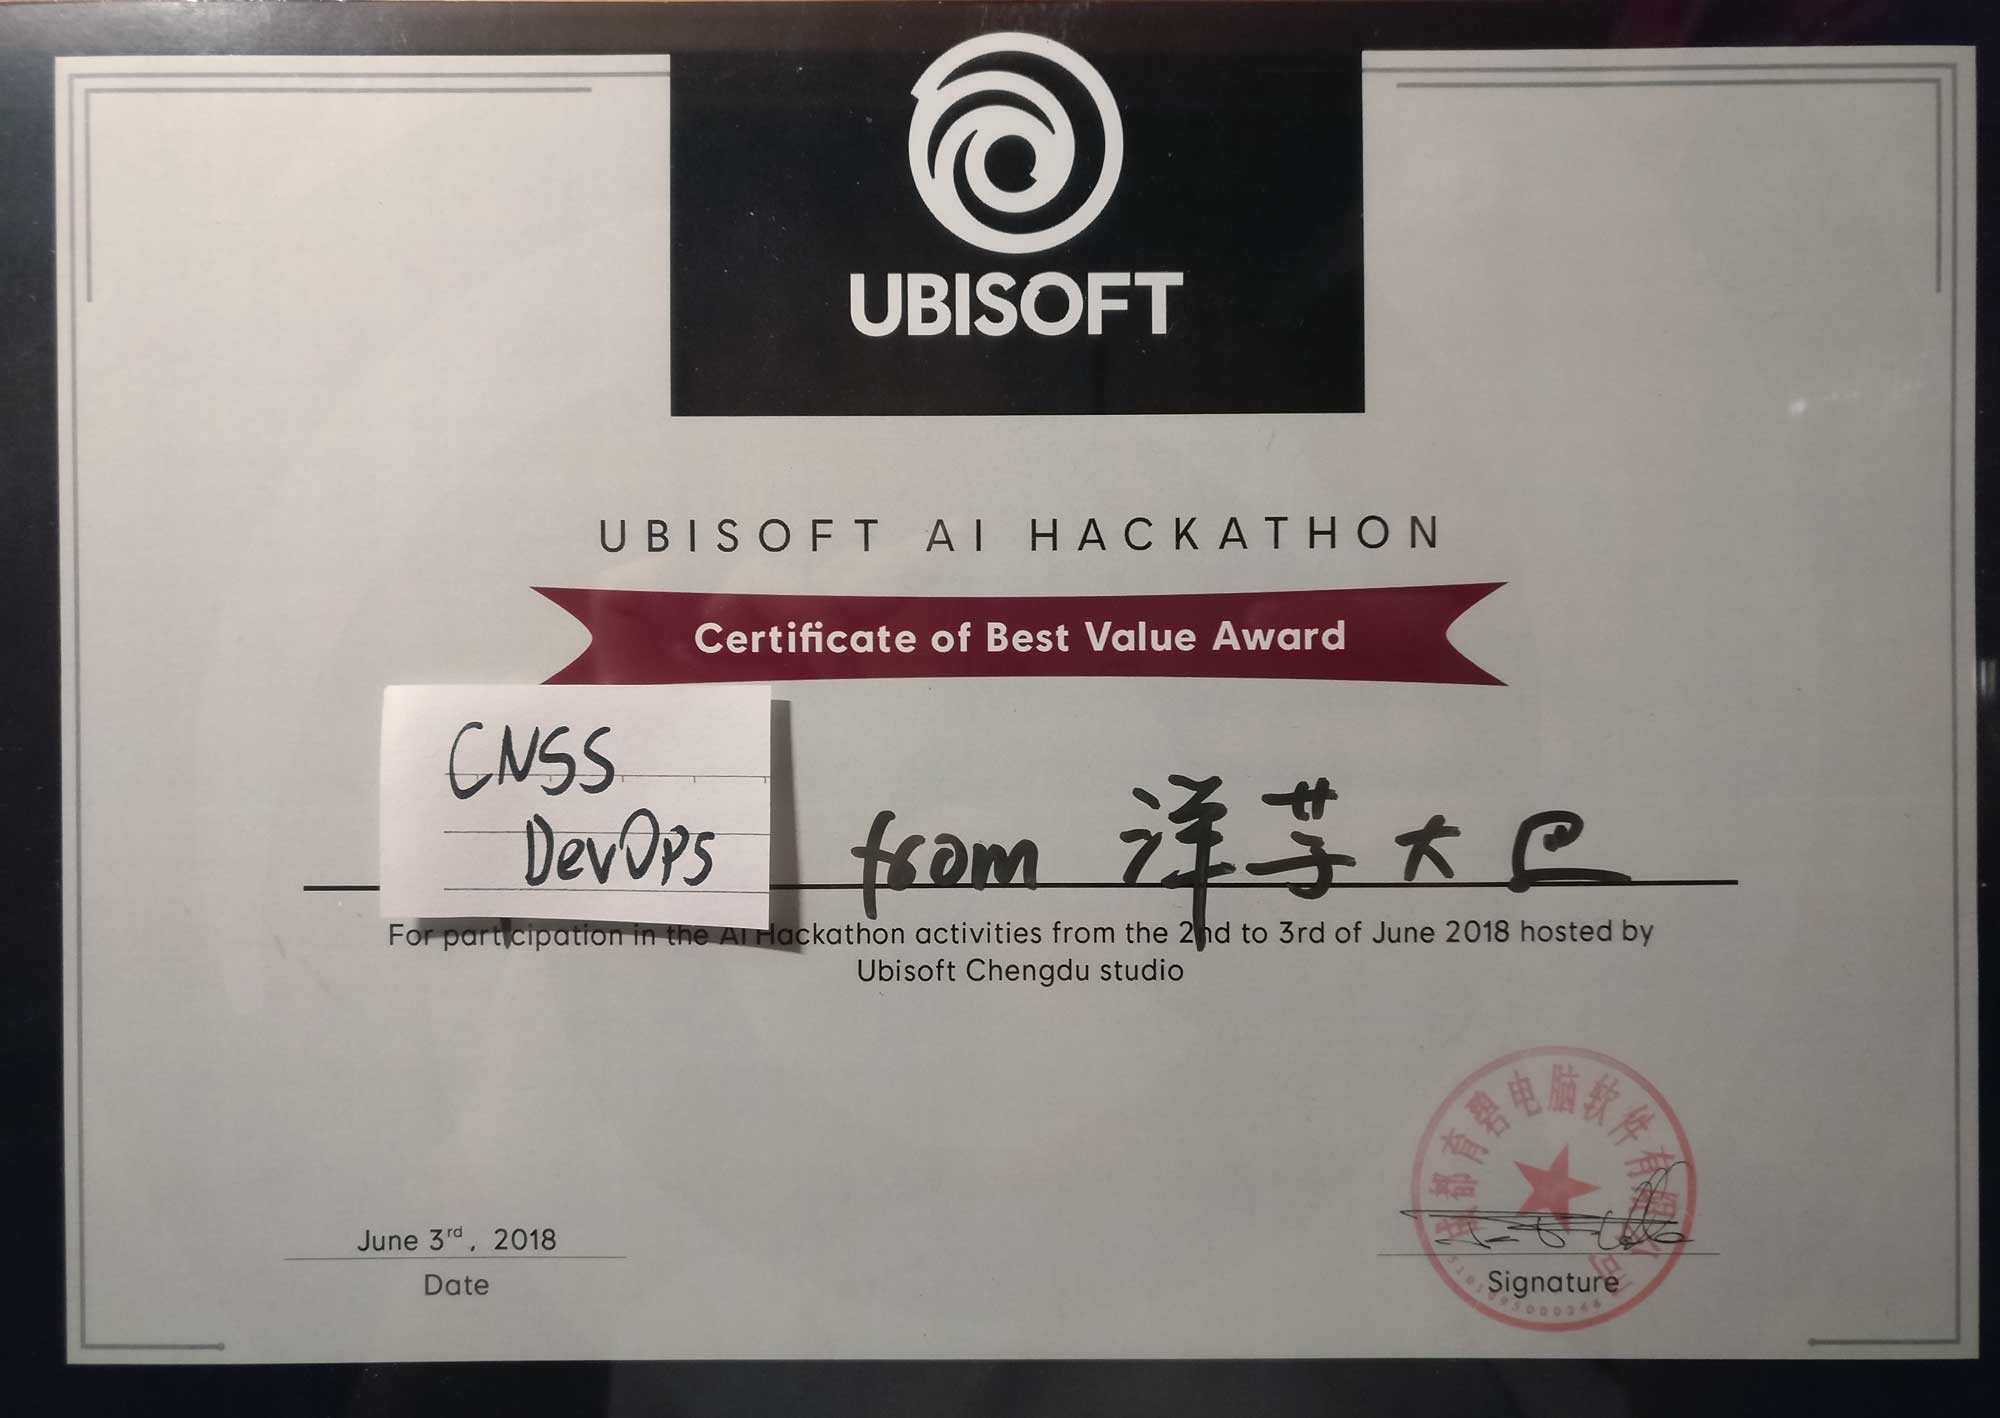 UBISOFT
UBISOFT AI HACKATHON
Certificate of Best Value Award
CNSS
DevOps
from 洋芋大巴
For participation in the AI Hackathon activities from the 2nd to 3rd of June 2018 hosted by
Ubisoft Chengdu studio
成都育碧电脑软件有限公司
June 3rd, 2018
Date
Signature